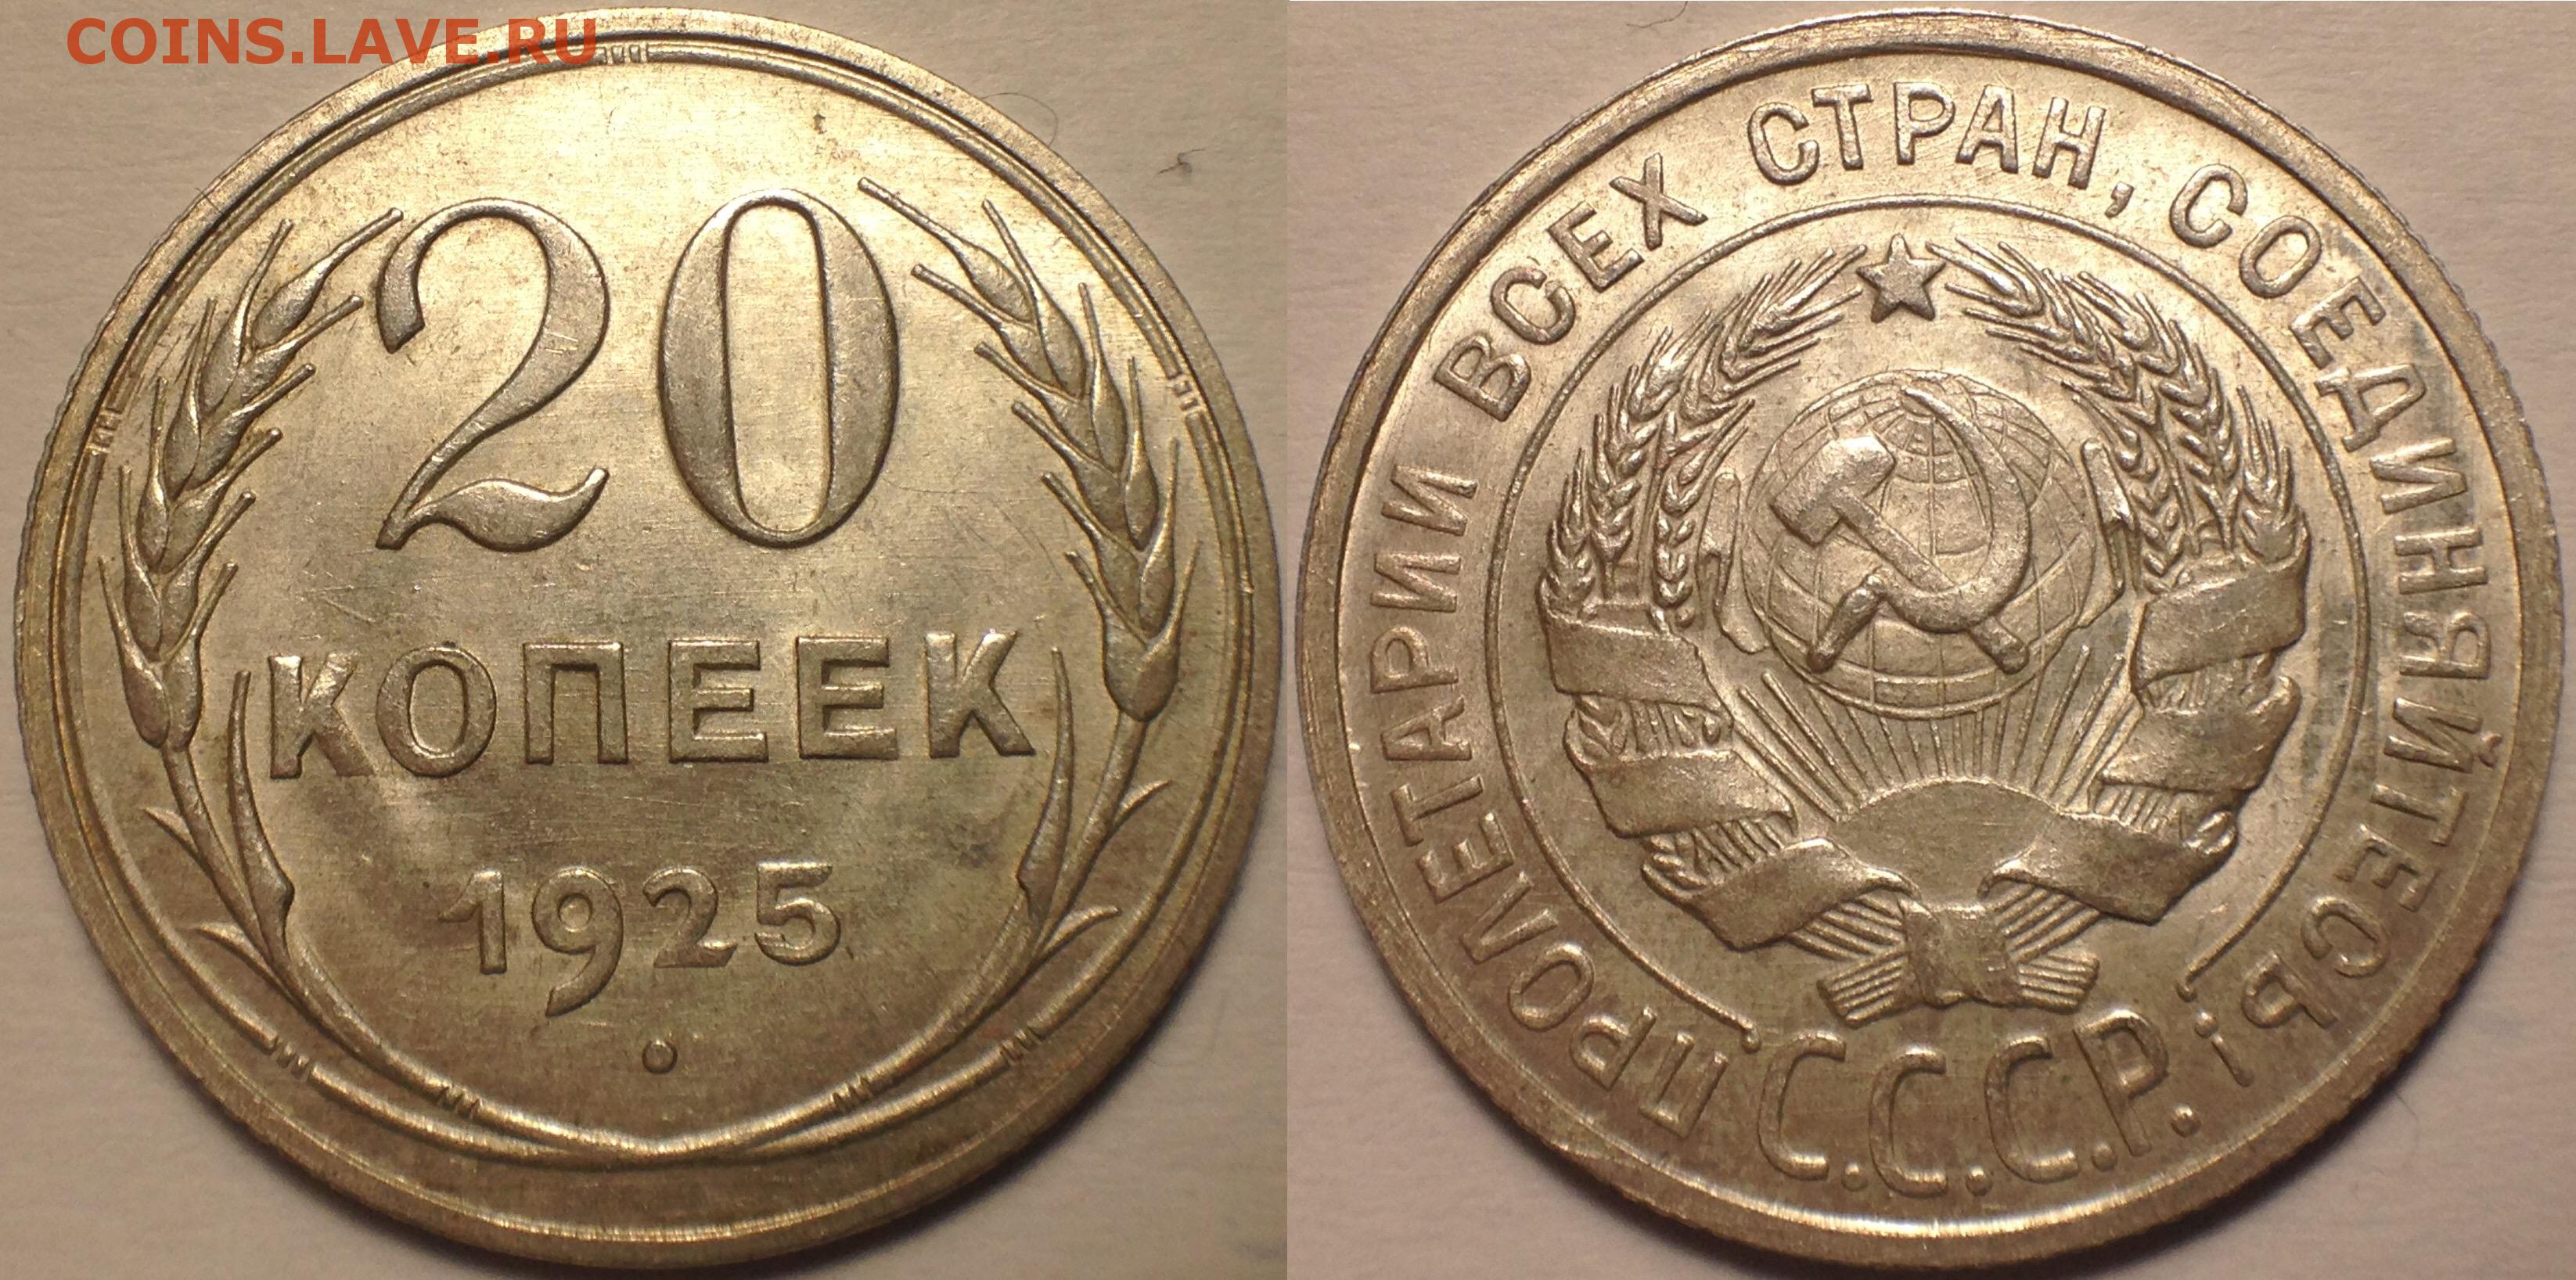 COINS.LAVE.RU
20
КОПЕЕК
1925
ПРОЛЕТАРИИ ВСЕХ СТРАН, СОЕДИНЯЙТЕСЬ!
С.С.С.Р.